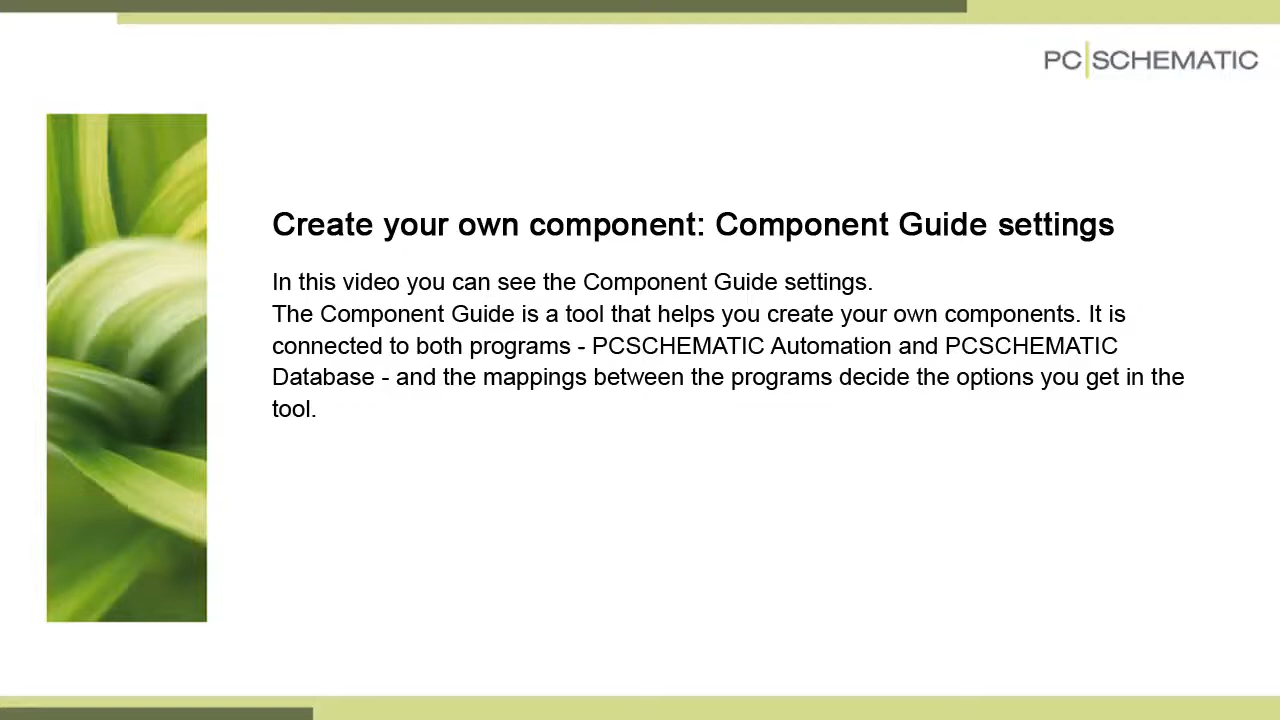 PC|SCHEMATIC
Create your own component: Component Guide settings
In this video you can see the Component Guide settings.
The Component Guide is a tool that helps you create your own components. It is
connected to both programs - PCSCHEMATIC Automation and PCSCHEMATIC
Database - and the mappings between the programs decide the options you get in the
tool.